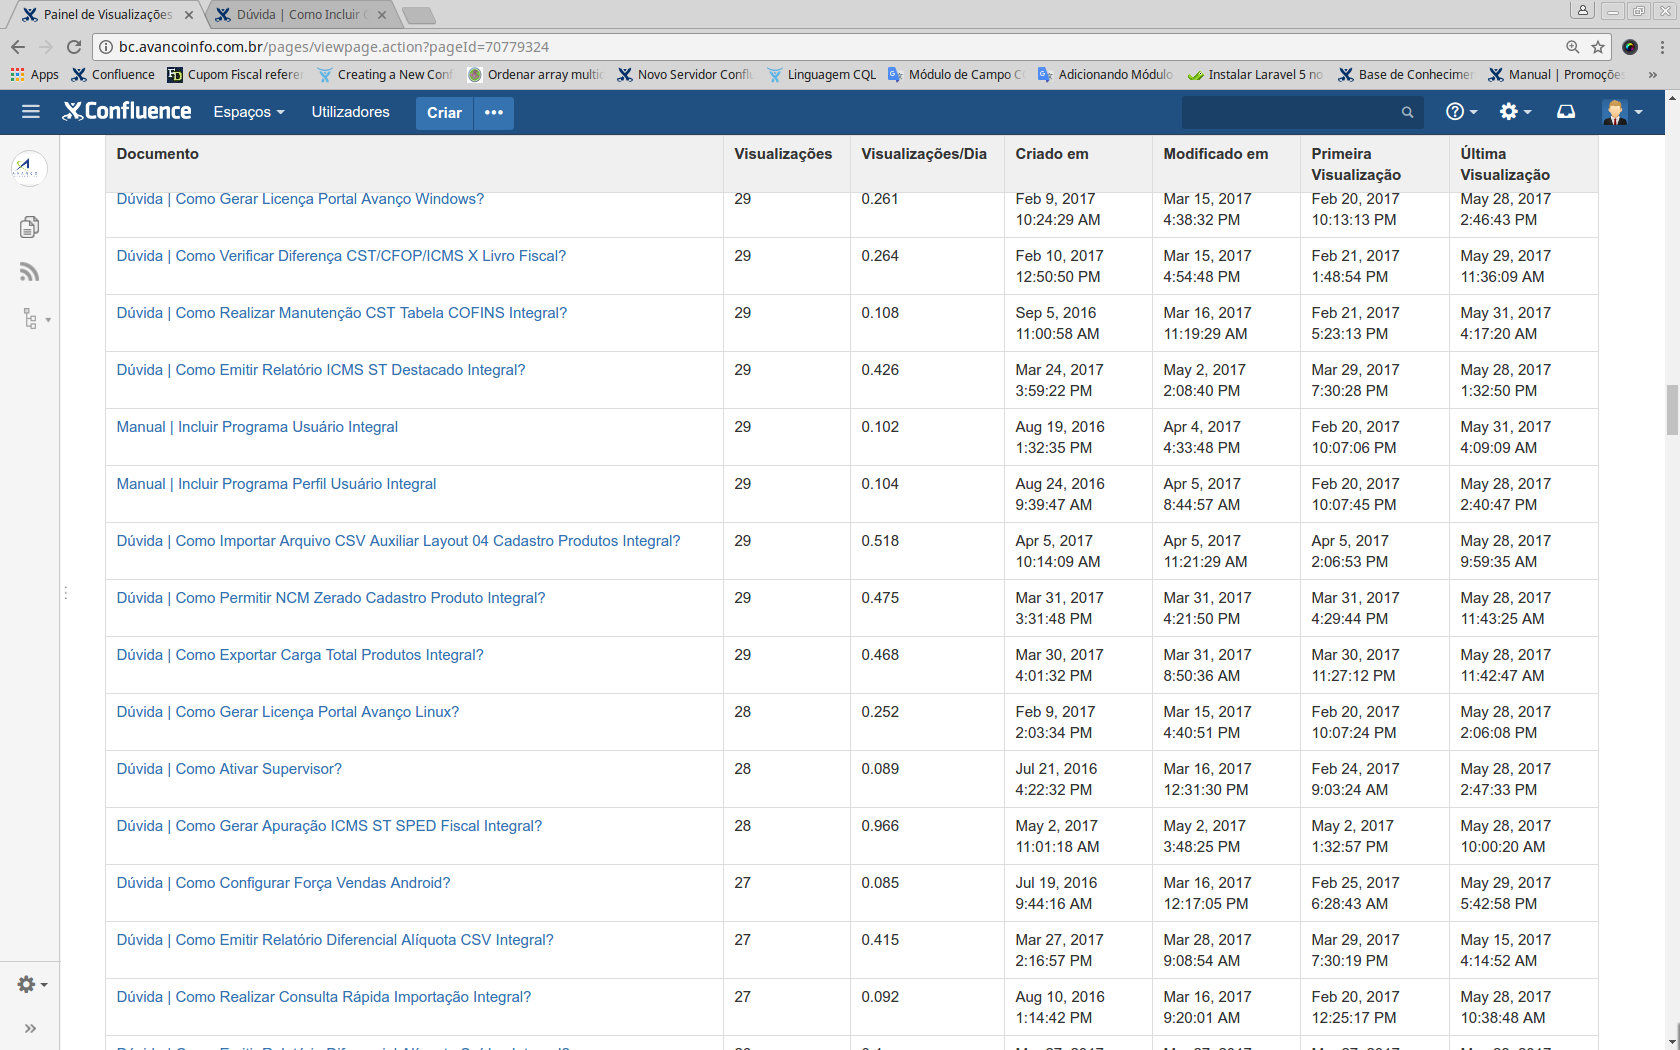 Painel de Visualizações
Dúvida | Como Incluir
bc.avancoinfo.com.br/pages/viewpage.action?pageId=70779324
Apps Confluence Cupom Fiscal referen Creating a New Conf Ordenar array multi Novo Servidor Conflu Linguagem CQL Módulo de Campo C Adicionando Módulo Instalar Laravel 5 no Base de Conhecimen Manual | Promoçõe »
Confluence Espaços Utilizadores Criar •••
Documento Visualizações Visualizações/Dia Criado em Modificado em Primeira Última
Visualização Visualização
Dúvida | Como Gerar Licença Portal Avanço Windows? 29 0.261 Feb 9, 2017 Mar 15, 2017 Feb 20, 2017 May 28, 2017
10:24:29 AM 4:38:32 PM 10:13:13 PM 2:46:43 PM
Dúvida | Como Verificar Diferença CST/CFOP/ICMS X Livro Fiscal? 29 0.264 Feb 10, 2017 Mar 15, 2017 Feb 21, 2017 May 29, 2017
12:50:50 PM 4:54:48 PM 1:48:54 PM 11:36:09 AM
Dúvida | Como Realizar Manutenção CST Tabela COFINS Integral? 29 0.108 Sep 5, 2016 Mar 16, 2017 Feb 21, 2017 May 31, 2017
11:00:58 AM 11:19:29 AM 5:23:13 PM 4:17:20 AM
Dúvida | Como Emitir Relatório ICMS ST Destacado Integral? 29 0.426 Mar 24, 2017 May 2, 2017 Mar 29, 2017 May 28, 2017
3:59:22 PM 2:08:40 PM 7:30:28 PM 1:32:50 PM
Manual | Incluir Programa Usuário Integral 29 0.102 Aug 19, 2016 Apr 4, 2017 Feb 20, 2017 May 31, 2017
1:32:35 PM 4:33:48 PM 10:07:06 PM 4:09:09 AM
Manual | Incluir Programa Perfil Usuário Integral 29 0.104 Aug 24, 2016 Apr 5, 2017 Feb 20, 2017 May 28, 2017
9:39:47 AM 8:44:57 AM 10:07:45 PM 2:40:47 PM
Dúvida | Como Importar Arquivo CSV Auxiliar Layout 04 Cadastro Produtos Integral? 29 0.518 Apr 5, 2017 Apr 5, 2017 Apr 5, 2017 May 28, 2017
10:14:09 AM 11:21:29 AM 2:06:53 PM 9:59:35 AM
Dúvida | Como Permitir NCM Zerado Cadastro Produto Integral? 29 0.475 Mar 31, 2017 Mar 31, 2017 Mar 31, 2017 May 28, 2017
3:31:48 PM 4:21:50 PM 4:29:44 PM 11:43:25 AM
Dúvida | Como Exportar Carga Total Produtos Integral? 29 0.468 Mar 30, 2017 Mar 31, 2017 Mar 30, 2017 May 28, 2017
4:01:32 PM 8:50:36 AM 11:27:12 PM 11:42:47 AM
Dúvida | Como Gerar Licença Portal Avanço Linux? 28 0.252 Feb 9, 2017 Mar 15, 2017 Feb 20, 2017 May 28, 2017
2:03:34 PM 4:40:51 PM 10:07:24 PM 2:06:08 PM
Dúvida | Como Ativar Supervisor? 28 0.089 Jul 21, 2016 Mar 16, 2017 Feb 24, 2017 May 28, 2017
4:22:32 PM 12:31:30 PM 9:03:24 AM 2:47:33 PM
Dúvida | Como Gerar Apuração ICMS ST SPED Fiscal Integral? 28 0.966 May 2, 2017 May 2, 2017 May 2, 2017 May 28, 2017
11:01:18 AM 3:48:25 PM 1:32:57 PM 10:00:20 AM
Dúvida | Como Configurar Força Vendas Android? 27 0.085 Jul 19, 2016 Mar 16, 2017 Feb 25, 2017 May 29, 2017
9:44:16 AM 12:17:05 PM 6:28:43 AM 5:42:58 PM
Dúvida | Como Emitir Relatório Diferencial Alíquota CSV Integral? 27 0.415 Mar 27, 2017 Mar 28, 2017 Mar 29, 2017 May 15, 2017
2:16:57 PM 9:08:54 AM 7:30:19 PM 4:14:52 AM
Dúvida | Como Realizar Consulta Rápida Importação Integral? 27 0.092 Aug 10, 2016 Mar 16, 2017 Feb 20, 2017 May 28, 2017
1:14:42 PM 9:20:01 AM 12:25:17 PM 10:38:48 AM